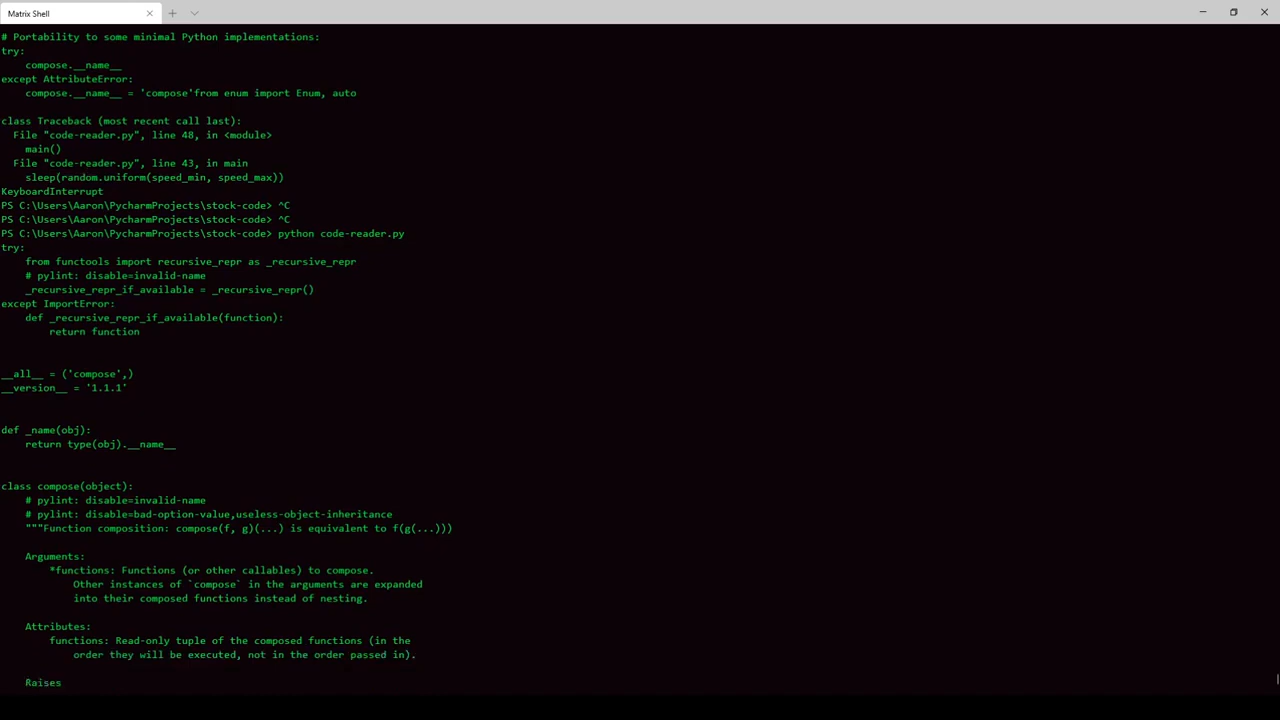 Matrix Shell
# Portability to some minimal Python implementations:
try:
    compose.__name__
except AttributeError:
    compose.__name__ = 'compose'from enum import Enum, auto

class Traceback (most recent call last):
  File "code-reader.py", line 48, in <module>
    main()
  File "code-reader.py", line 43, in main
    sleep(random.uniform(speed_min, speed_max))
KeyboardInterrupt
PS C:\Users\Aaron\PycharmProjects\stock-code> ^C
PS C:\Users\Aaron\PycharmProjects\stock-code> ^C
PS C:\Users\Aaron\PycharmProjects\stock-code> python code-reader.py
try:
    from functools import recursive_repr as _recursive_repr
    # pylint: disable=invalid-name
    _recursive_repr_if_available = _recursive_repr()
except ImportError:
    def _recursive_repr_if_available(function):
        return function


__all__ = ('compose',)
__version__ = '1.1.1'


def _name(obj):
    return type(obj).__name__


class compose(object):
    # pylint: disable=invalid-name
    # pylint: disable=bad-option-value,useless-object-inheritance
    """Function composition: compose(f, g)(...) is equivalent to f(g(...)))

    Arguments:
        *functions: Functions (or other callables) to compose.
            Other instances of `compose` in the arguments are expanded
            into their composed functions instead of nesting.

    Attributes:
        functions: Read-only tuple of the composed functions (in the
            order they will be executed, not in the order passed in).

    Raises